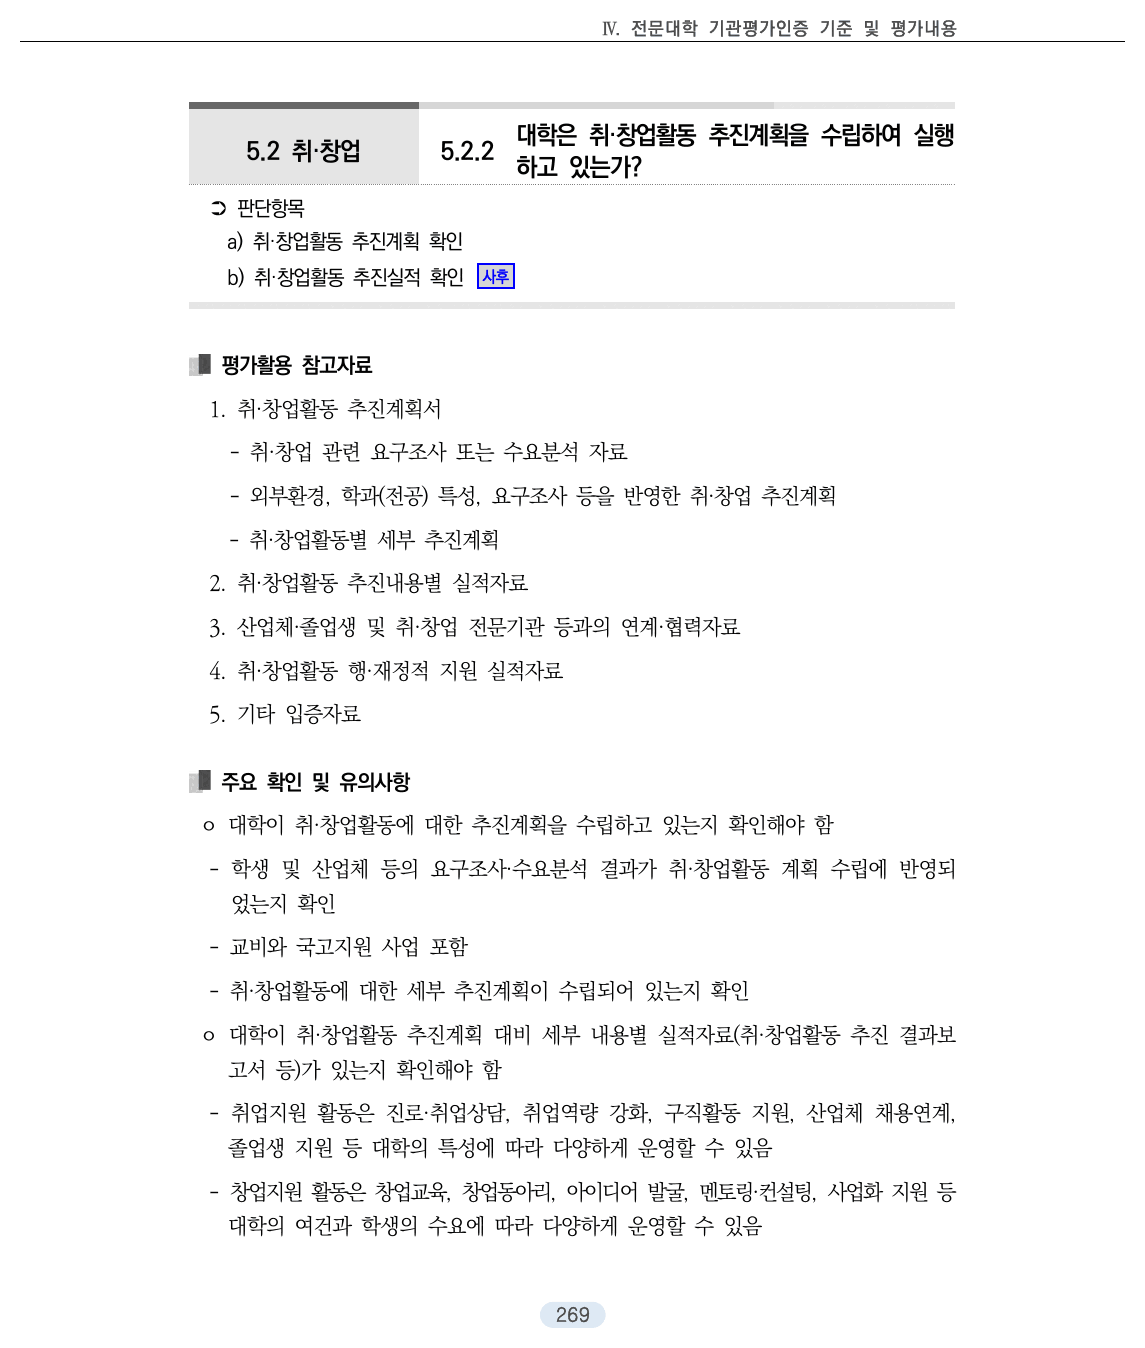 Ⅳ. 전문대학 기관평가인증 기준 및 평가내용
5.2 취·창업
5.2.2
대학은 취·창업활동 추진계획을 수립하여 실행
하고 있는가?
➲ 판단항목
a) 취·창업활동 추진계획 확인
b) 취·창업활동 추진실적 확인 사후
평가활용 참고자료
1. 취·창업활동 추진계획서
- 취·창업 관련 요구조사 또는 수요분석 자료
- 외부환경, 학과(전공) 특성, 요구조사 등을 반영한 취·창업 추진계획
- 취·창업활동별 세부 추진계획
2. 취·창업활동 추진내용별 실적자료
3. 산업체·졸업생 및 취·창업 전문기관 등과의 연계·협력자료
4. 취·창업활동 행·재정적 지원 실적자료
5. 기타 입증자료
주요 확인 및 유의사항
ㅇ 대학이 취·창업활동에 대한 추진계획을 수립하고 있는지 확인해야 함
- 학생 및 산업체 등의 요구조사·수요분석 결과가 취·창업활동 계획 수립에 반영되
었는지 확인
- 교비와 국고지원 사업 포함
- 취·창업활동에 대한 세부 추진계획이 수립되어 있는지 확인
ㅇ 대학이 취·창업활동 추진계획 대비 세부 내용별 실적자료(취·창업활동 추진 결과보
고서 등)가 있는지 확인해야 함
- 취업지원 활동은 진로·취업상담, 취업역량 강화, 구직활동 지원, 산업체 채용연계,
졸업생 지원 등 대학의 특성에 따라 다양하게 운영할 수 있음
- 창업지원 활동은 창업교육, 창업동아리, 아이디어 발굴, 멘토링·컨설팅, 사업화 지원 등
대학의 여건과 학생의 수요에 따라 다양하게 운영할 수 있음
269